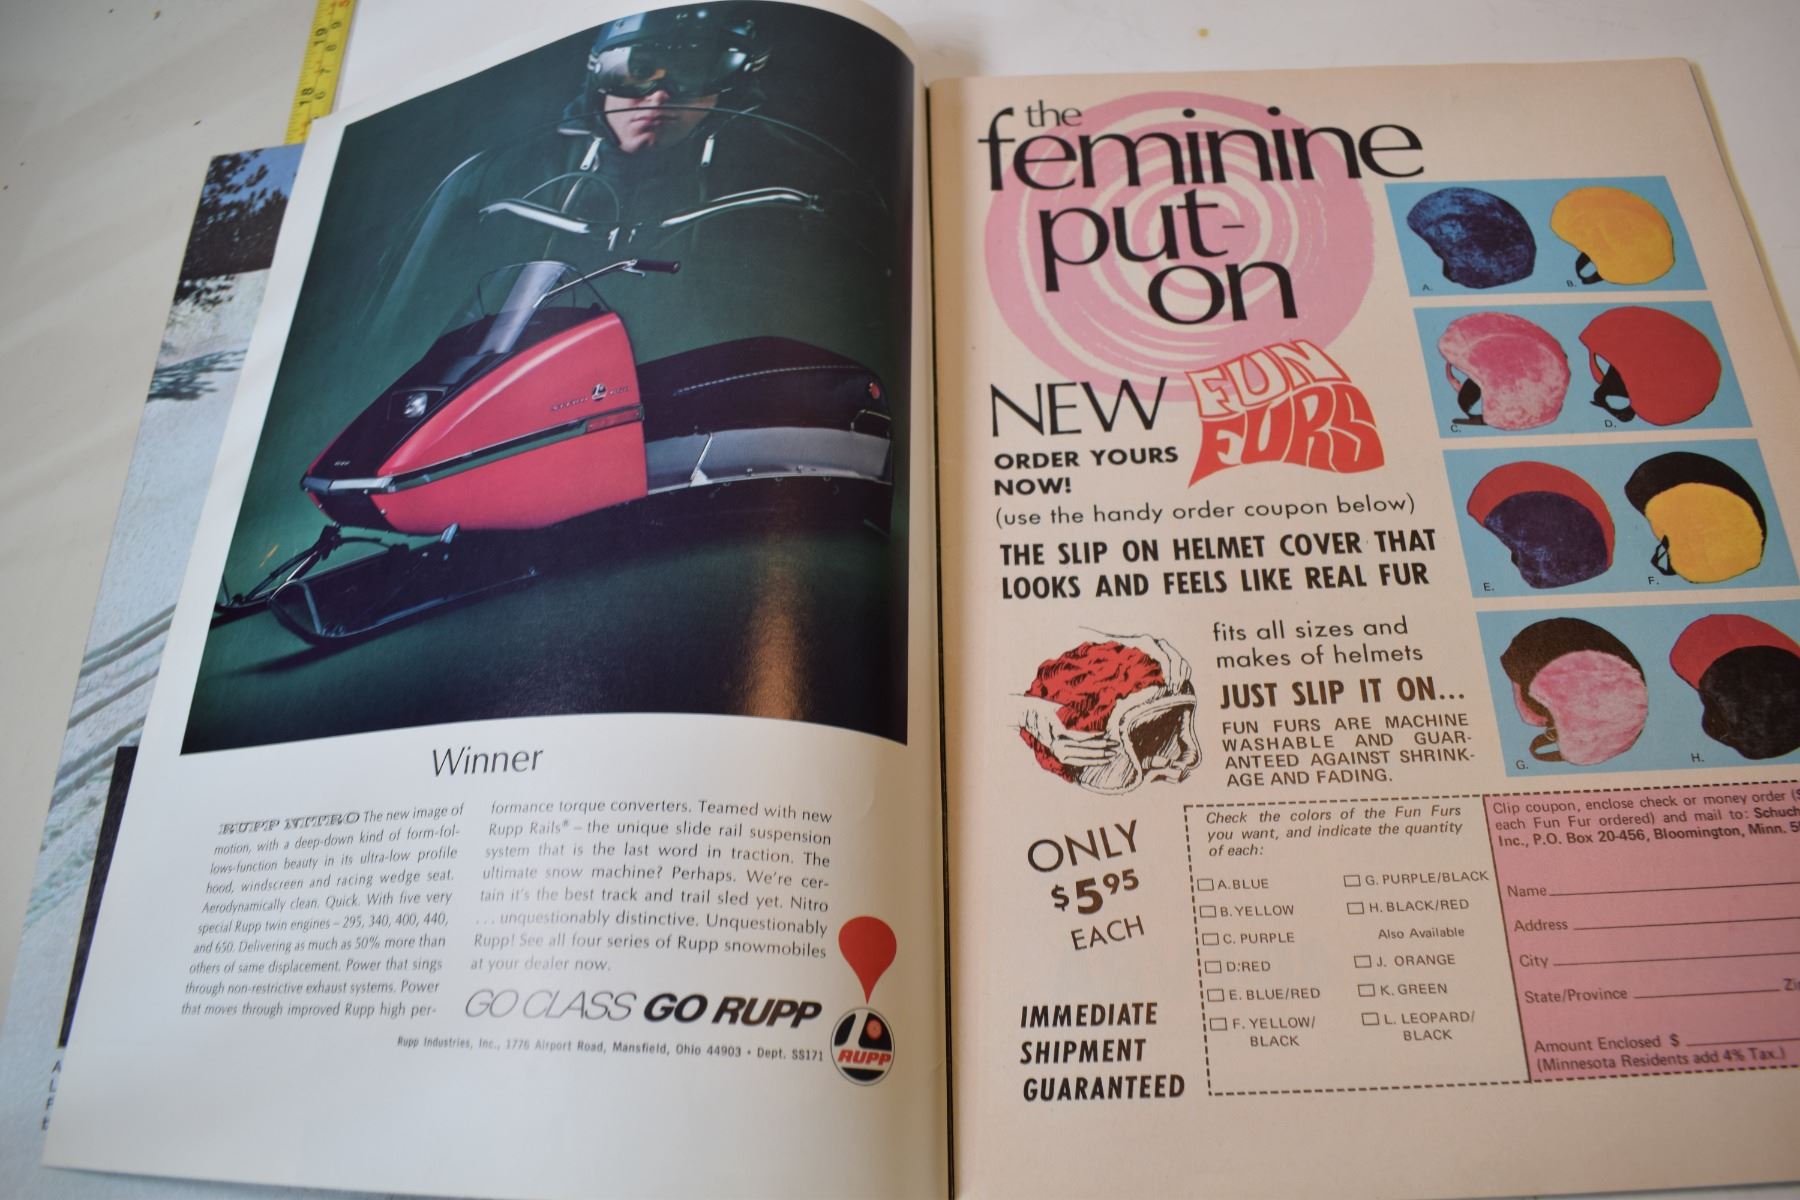 Winner
RUPP NITRO The new image of
motion, with a deep-down kind of form-fol-
lows-function beauty in its ultra-low profile
hood, windscreen and racing wedge seat.
Aerodynamically clean. Quick. With five very
special Rupp twin engines – 295, 340, 400, 440,
and 650. Delivering as much as 50% more than
others of same displacement. Power that sings
through non-restrictive exhaust systems. Power
that moves through improved Rupp high per-
formance torque converters. Teamed with new
Rupp Rails® – the unique slide rail suspension
system that is the last word in traction. The
ultimate snow machine? Perhaps. We're cer-
tain it's the best track and trail sled yet. Nitro
... unquestionably distinctive. Unquestionably
Rupp! See all four series of Rupp snowmobiles
at your dealer now.
GO CLASS GO RUPP
RUPP
Rupp Industries, Inc., 1776 Airport Road, Mansfield, Ohio 44903 • Dept. SS171
the
feminine
put-
on
NEW FUN
FURS
ORDER YOURS
NOW!
(use the handy order coupon below)
THE SLIP ON HELMET COVER THAT
LOOKS AND FEELS LIKE REAL FUR
fits all sizes and
makes of helmets
JUST SLIP IT ON...
FUN FURS ARE MACHINE
WASHABLE AND GUAR-
ANTEED AGAINST SHRINK-
AGE AND FADING.
A.
B.
C.
D.
E.
F.
G.
H.
ONLY
$5.95
EACH
IMMEDIATE
SHIPMENT
GUARANTEED
Check the colors of the Fun Furs
you want, and indicate the quantity
of each:
A. BLUE
B. YELLOW
C. PURPLE
D. RED
E. BLUE/RED
F. YELLOW/
BLACK
G. PURPLE/BLACK
H. BLACK/RED
Also Available
J. ORANGE
K. GREEN
L. LEOPARD/
BLACK
Clip coupon, enclose check or money order (
each Fun Fur ordered) and mail to: Schuch
Inc., P.O. Box 20-456, Bloomington, Minn.
Name
Address
City
State/Province
Amount Enclosed $
(Minnesota Residents add 4% Tax.)
18
19